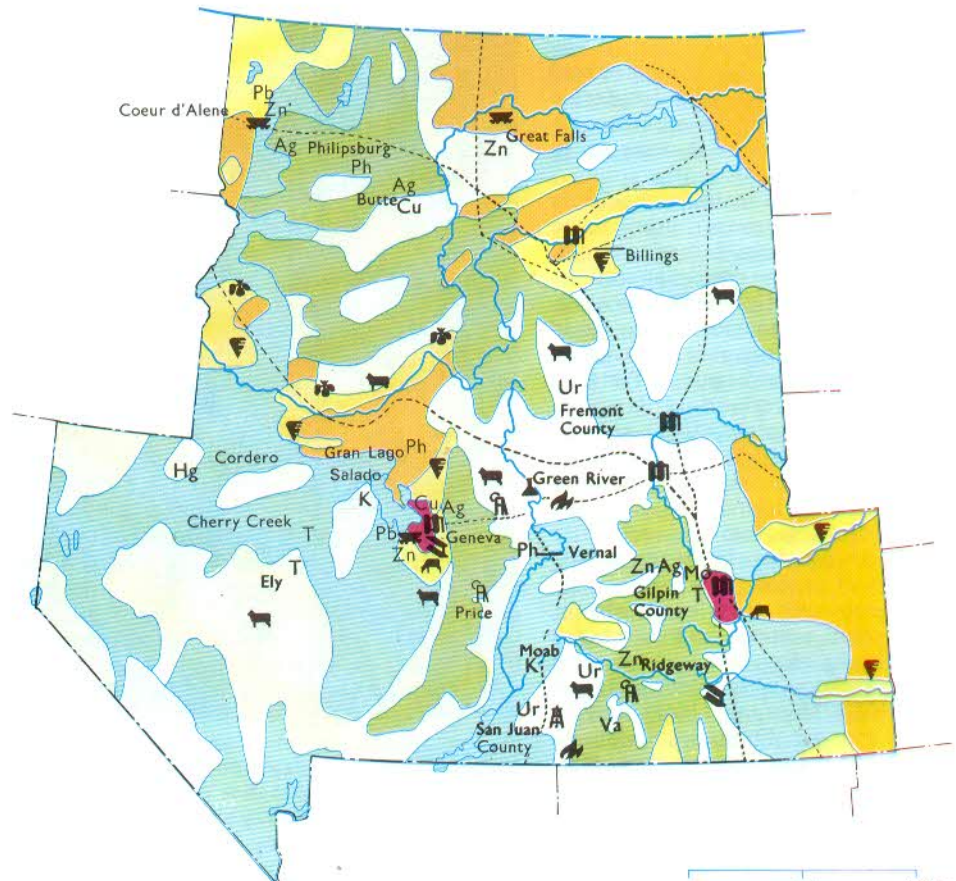 Pb
Coeur d'Alene
Zn
Great Falls
Ag
Philipsburg
Zn
Ph
Ag
Butte
Cu
Billings
Ur
Fremont
County
Cordero
Gran Lago
Ph
Hg
Salado
Green River
K
Cu
Ag
C
Cherry Creek
T
Pb
Geneva
Zn
Ph
Vernal
T
Zn
Ag
Mo
Ely
C
Gilpin
T
Price
County
Moab
K
Zn
Ridgeway
Ur
C
Ur
Va
San Juan
County